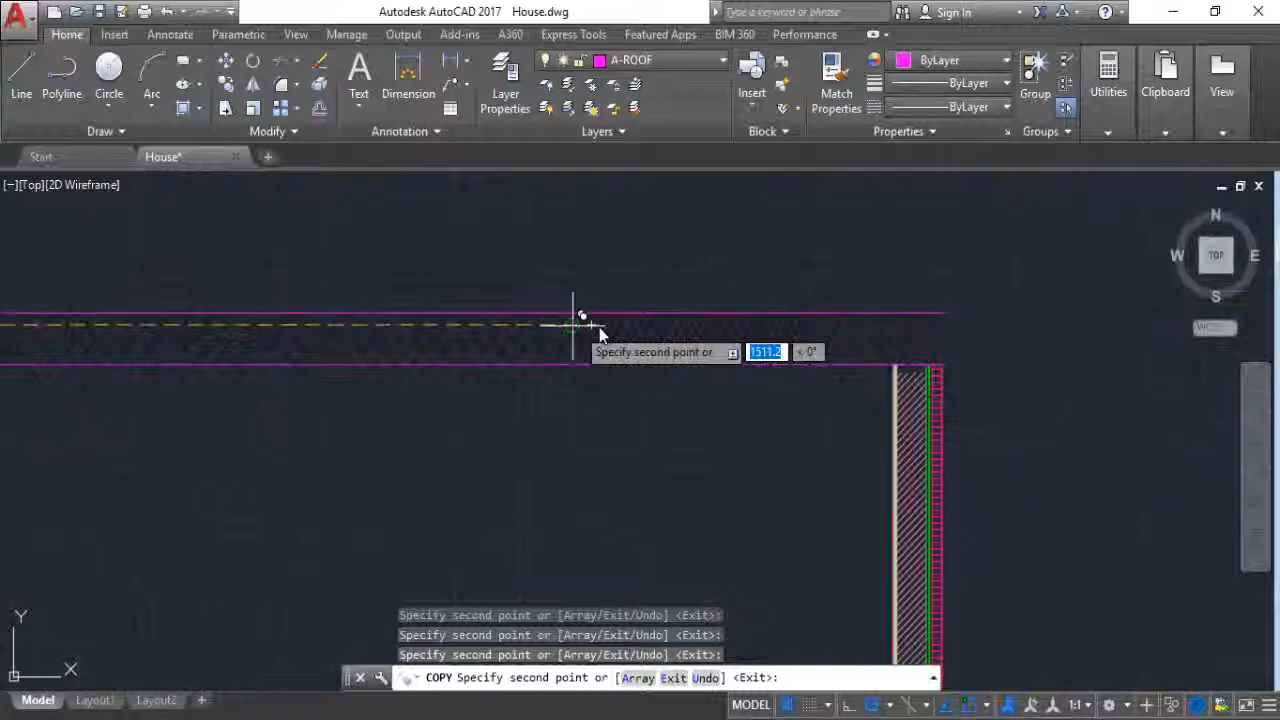 Autodesk AutoCAD 2017 House.dwg
Type a keyword or phrase
Sign In
Home Insert Annotate Parametric View Manage Output Add-ins A360 Express Tools Featured Apps BIM 360 Performance
A-ROOF
ByLayer
ByLayer
ByLayer
Line Polyline Circle Arc Text Dimension Layer Properties Insert Match Properties Group Utilities Clipboard View
Draw Modify Annotation Layers Block Properties Groups
Start House*
[−][Top][2D Wireframe]
N
W TOP E
S
Specify second point or 1511.2 < 0°
Y
X
Specify second point or [Array/Exit/Undo] <Exit>:
Specify second point or [Array/Exit/Undo] <Exit>:
Specify second point or [Array/Exit/Undo] <Exit>:
COPY Specify second point or [Array Exit Undo] <Exit>:
Model Layout1 Layout2 MODEL 1:1